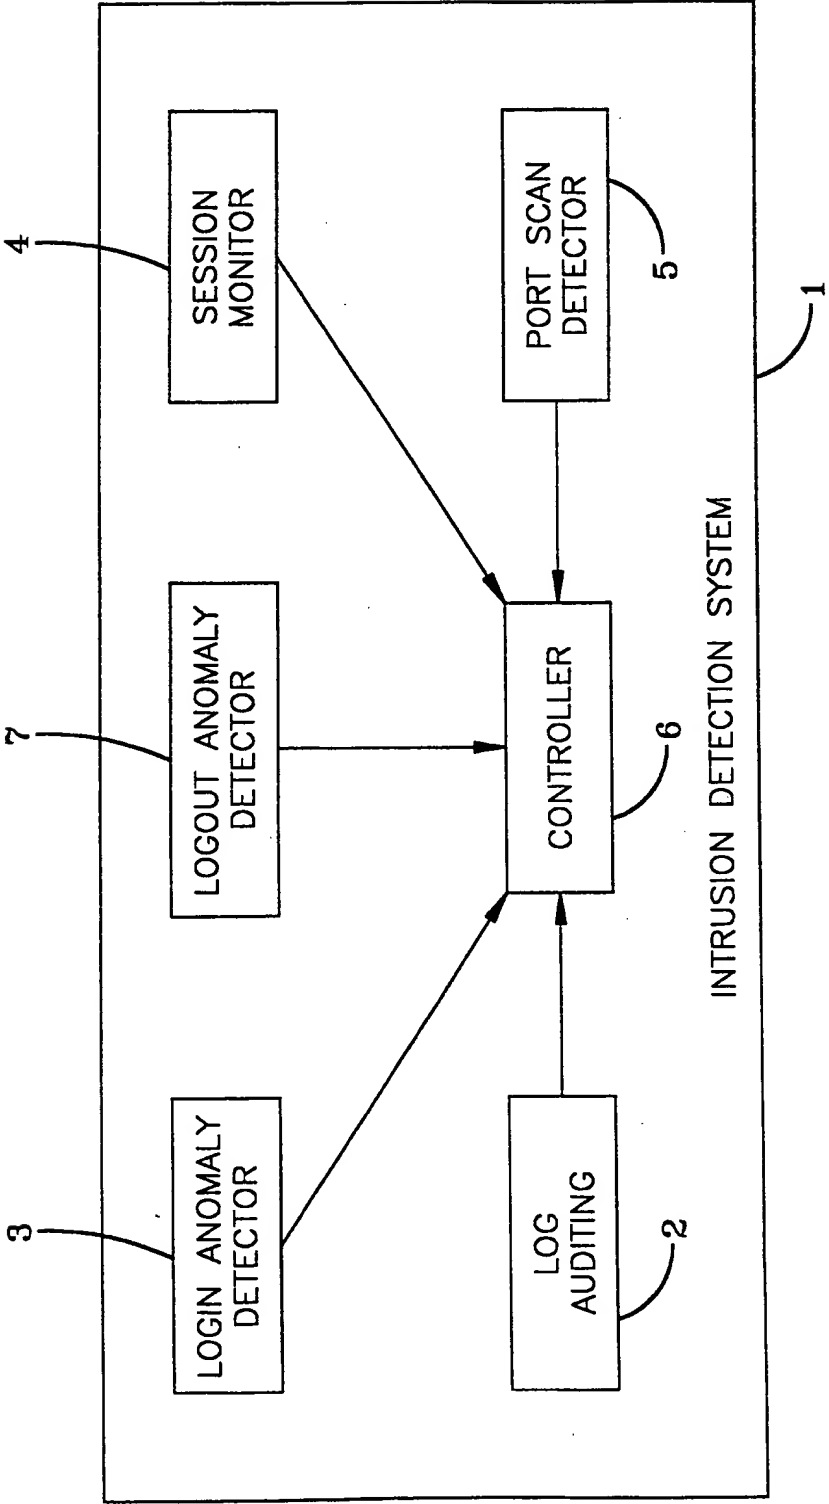 3
7
4
LOGIN ANOMALY
DETECTOR
LOGOUT ANOMALY
DETECTOR
SESSION
MONITOR
LOG
AUDITING
CONTROLLER
PORT SCAN
DETECTOR
2
6
5
INTRUSION DETECTION SYSTEM
1